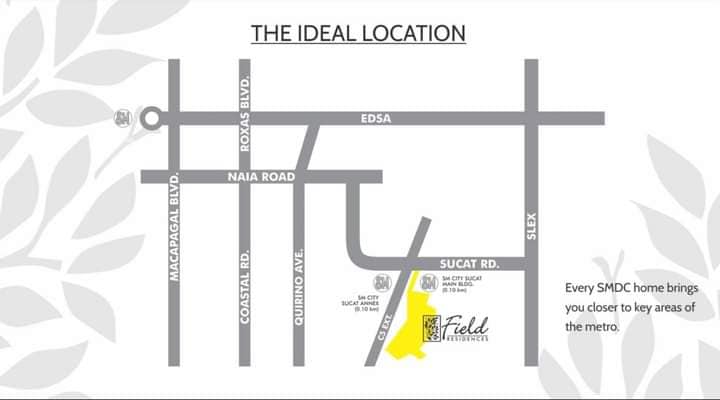 THE IDEAL LOCATION
SM
ROXAS BLVD.
EDSA
MACAPAGAL BLVD.
NAIA ROAD
COASTAL RD.
QUIRINO AVE.
SLEX
SUCAT RD.
SM
SM CITY
SUCAT ANNEX
(0.10 km)
SM
SM CITY SUCAT
MAIN BLDG.
(0.10 km)
C5 EXT.
Field
RESIDENCES
Every SMDC home brings
you closer to key areas of
the metro.